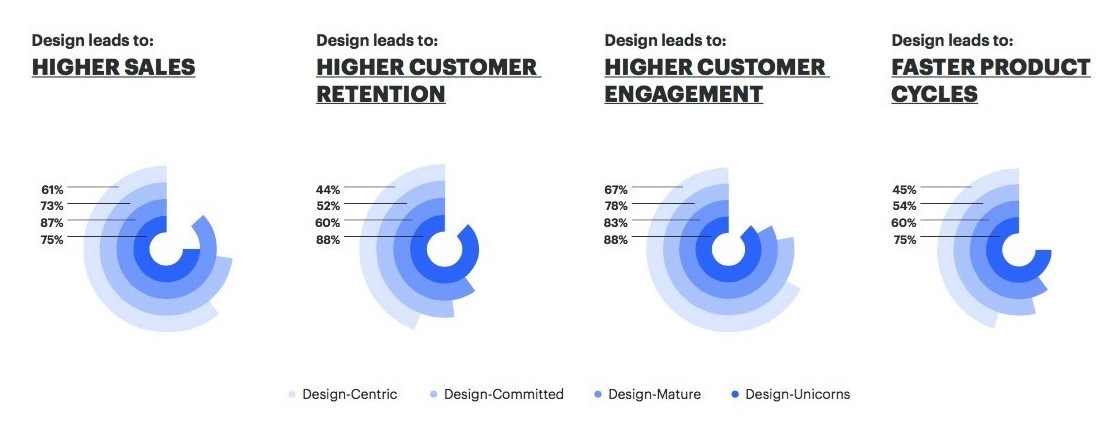 Design leads to:
HIGHER SALES
61%
73%
87%
75%
Design leads to:
HIGHER CUSTOMER
RETENTION
44%
52%
60%
88%
Design leads to:
HIGHER CUSTOMER
ENGAGEMENT
67%
78%
83%
88%
Design leads to:
FASTER PRODUCT
CYCLES
45%
54%
60%
75%
Design-Centric
Design-Committed
Design-Mature
Design-Unicorns